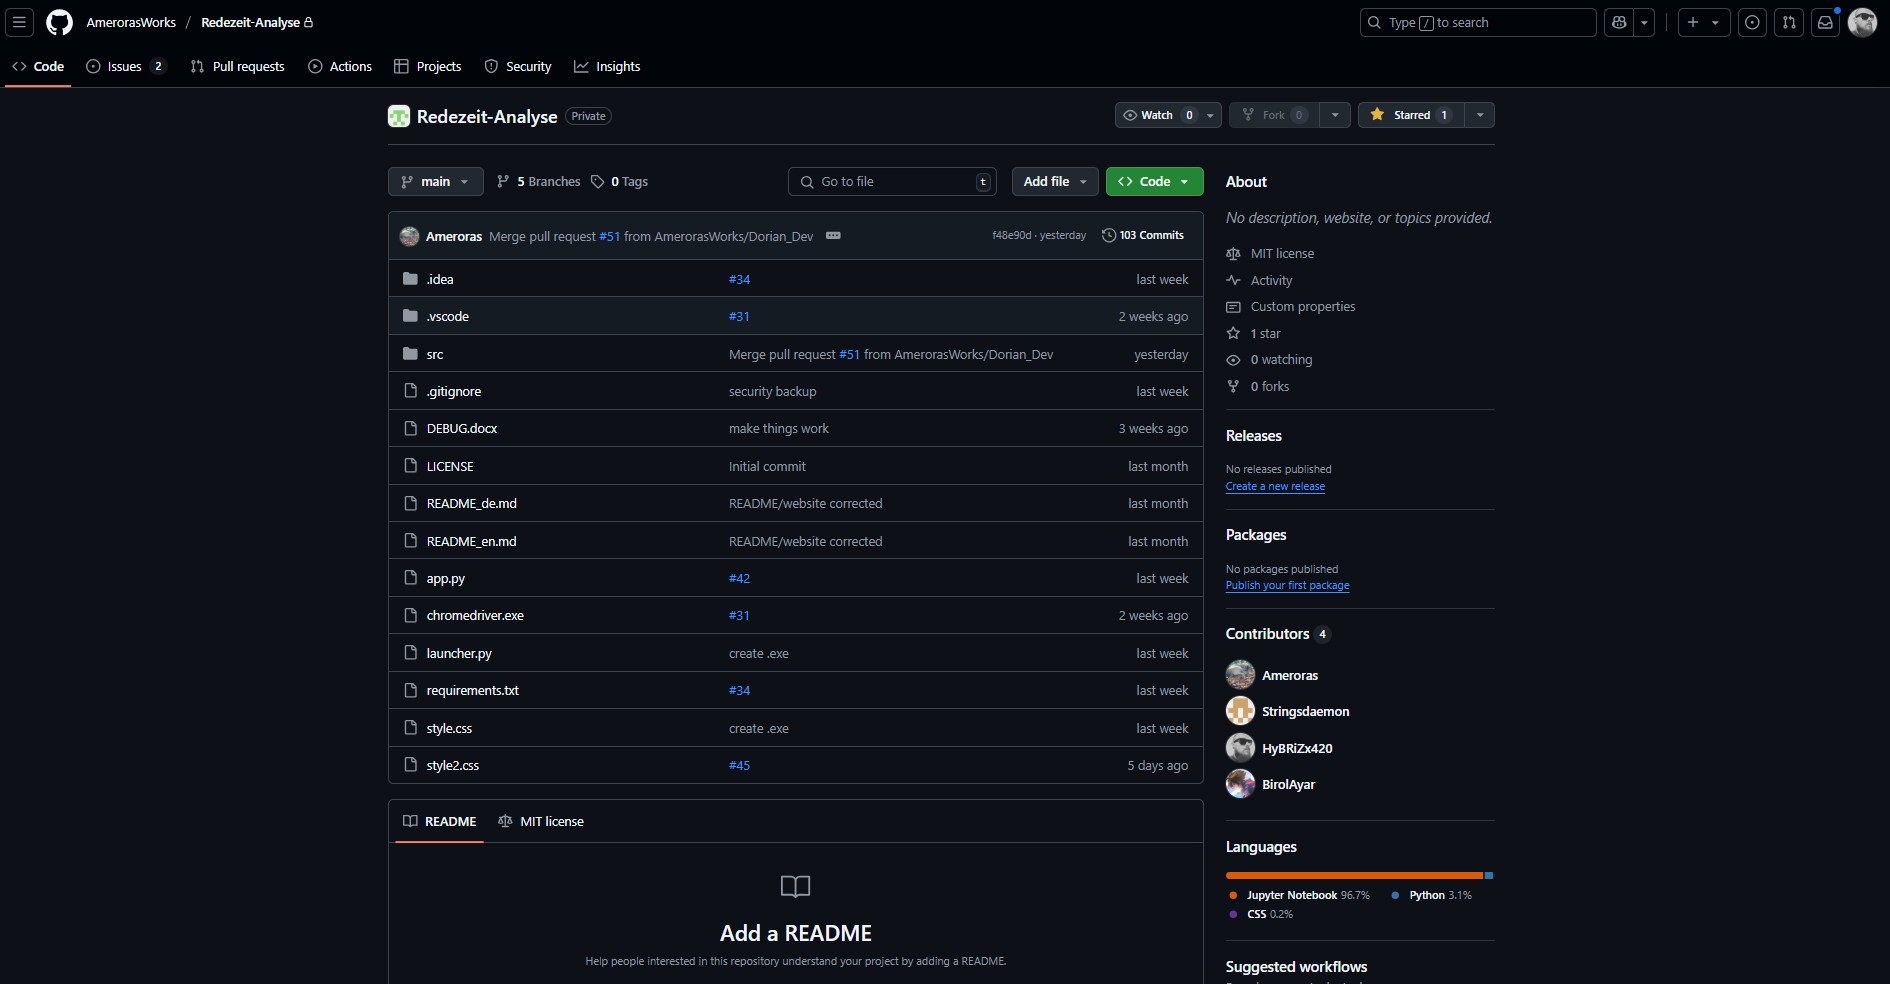 AmerorasWorks / Redezeit-Analyse
Type / to search
Code Issues 2 Pull requests Actions Projects Security Insights
Redezeit-Analyse Private
Watch 0 Fork 0 Starred 1
main 5 Branches 0 Tags
Go to file t
Add file Code
Ameroras Merge pull request #51 from AmerorasWorks/Dorian_Dev f48e90d · yesterday 103 Commits
.idea #34 last week
.vscode #31 2 weeks ago
src Merge pull request #51 from AmerorasWorks/Dorian_Dev yesterday
.gitignore security backup last week
DEBUG.docx make things work 3 weeks ago
LICENSE Initial commit last month
README_de.md README/website corrected last month
README_en.md README/website corrected last month
app.py #42 last week
chromedriver.exe #31 2 weeks ago
launcher.py create .exe last week
requirements.txt #34 last week
style.css create .exe last week
style2.css #45 5 days ago
README MIT license
Add a README
Help people interested in this repository understand your project by adding a README.
About
No description, website, or topics provided.
MIT license
Activity
Custom properties
1 star
0 watching
0 forks
Releases
No releases published
Create a new release
Packages
No packages published
Publish your first package
Contributors 4
Ameroras
Stringsdaemon
HyBRiZx420
BirolAyar
Languages
Jupyter Notebook 96.7% Python 3.1%
CSS 0.2%
Suggested workflows